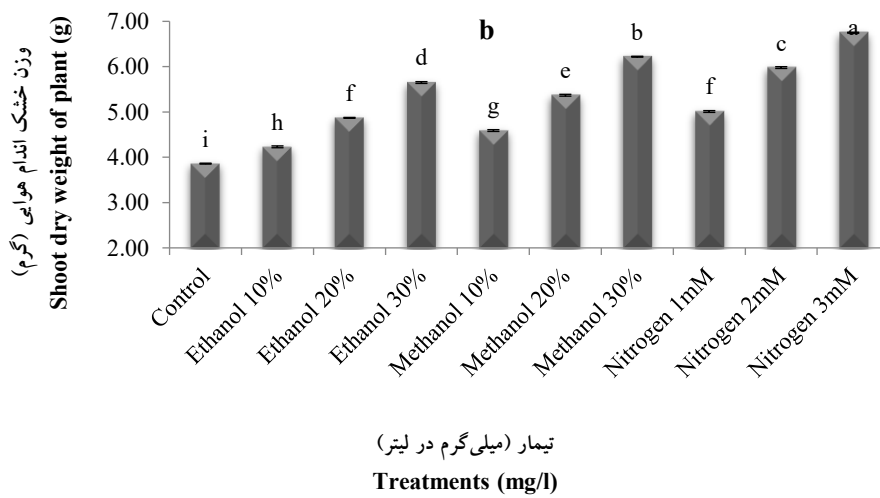 وزن خشک اندام هوایی (گرم)
Shoot dry weight of plant (g)
7.00
6.00
5.00
4.00
3.00
2.00
b
i
h
f
d
g
e
b
f
c
a
Control
Ethanol 10%
Ethanol 20%
Ethanol 30%
Methanol 10%
Methanol 20%
Methanol 30%
Nitrogen 1mM
Nitrogen 2mM
Nitrogen 3mM
تیمار (میلی‌گرم در لیتر)
Treatments (mg/l)